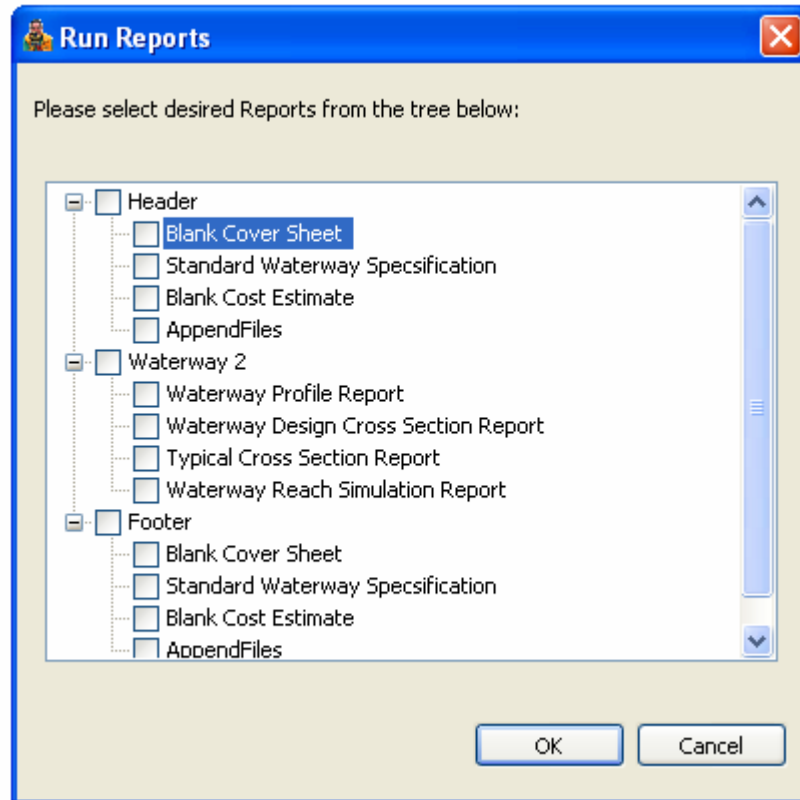 Run Reports
Please select desired Reports from the tree below:
Header
Blank Cover Sheet
Standard Waterway Specsification
Blank Cost Estimate
AppendFiles
Waterway 2
Waterway Profile Report
Waterway Design Cross Section Report
Typical Cross Section Report
Waterway Reach Simulation Report
Footer
Blank Cover Sheet
Standard Waterway Specsification
Blank Cost Estimate
AppendFiles
OK Cancel